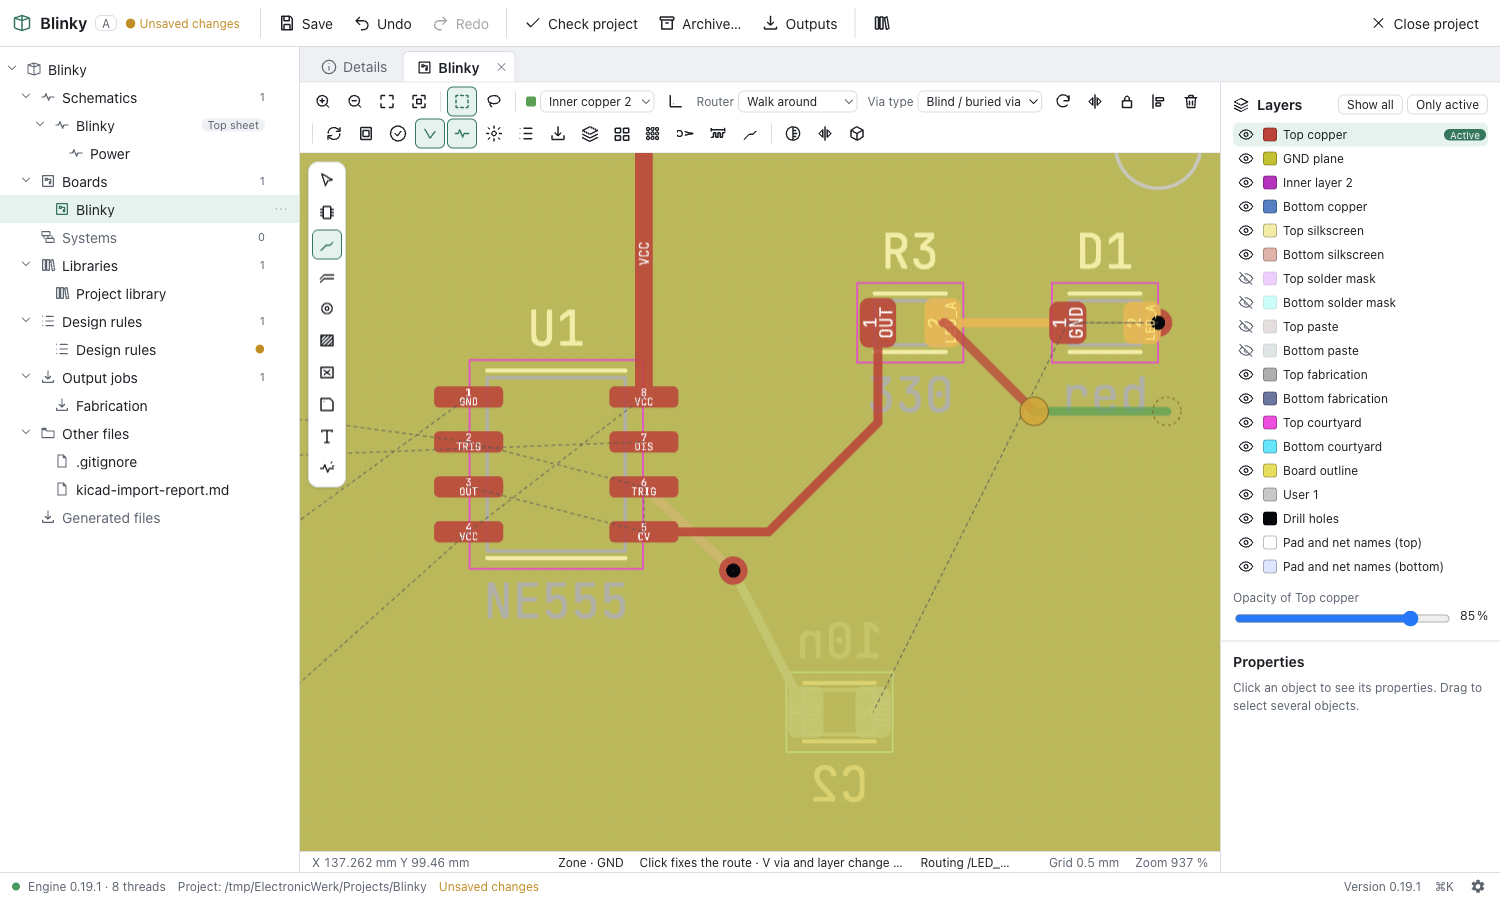 Blinky
A
Unsaved changes
Save
Undo
Redo
Check project
Archive...
Outputs
Close project
Blinky
Schematics 1
Blinky Top sheet
Power
Boards 1
Blinky ...
Systems 0
Libraries 1
Project library
Design rules 1
Design rules
Output jobs 1
Fabrication
Other files
.gitignore
kicad-import-report.md
Generated files
Details
Blinky
Inner copper 2
Router
Walk around
Via type
Blind / buried via
VCC
R3
D1
1
OUT
2
1
GND
2
330
red
U1
1
GND
2
TRIG
3
OUT
4
VCC
8
VCC
7
DIS
6
TRIG
5
CV
NE555
10n
C2
X 137.262 mm Y 99.46 mm
Zone · GND
Click fixes the route · V via and layer change ...
Routing /LED_...
Grid 0.5 mm
Zoom 937 %
Layers
Show all
Only active
Top copper Active
GND plane
Inner layer 2
Bottom copper
Top silkscreen
Bottom silkscreen
Top solder mask
Bottom solder mask
Top paste
Bottom paste
Top fabrication
Bottom fabrication
Top courtyard
Bottom courtyard
Board outline
User 1
Drill holes
Pad and net names (top)
Pad and net names (bottom)
Opacity of Top copper
85 %
Properties
Click an object to see its properties. Drag to
select several objects.
Engine 0.19.1 · 8 threads
Project: /tmp/ElectronicWerk/Projects/Blinky
Unsaved changes
Version 0.19.1
⌘K